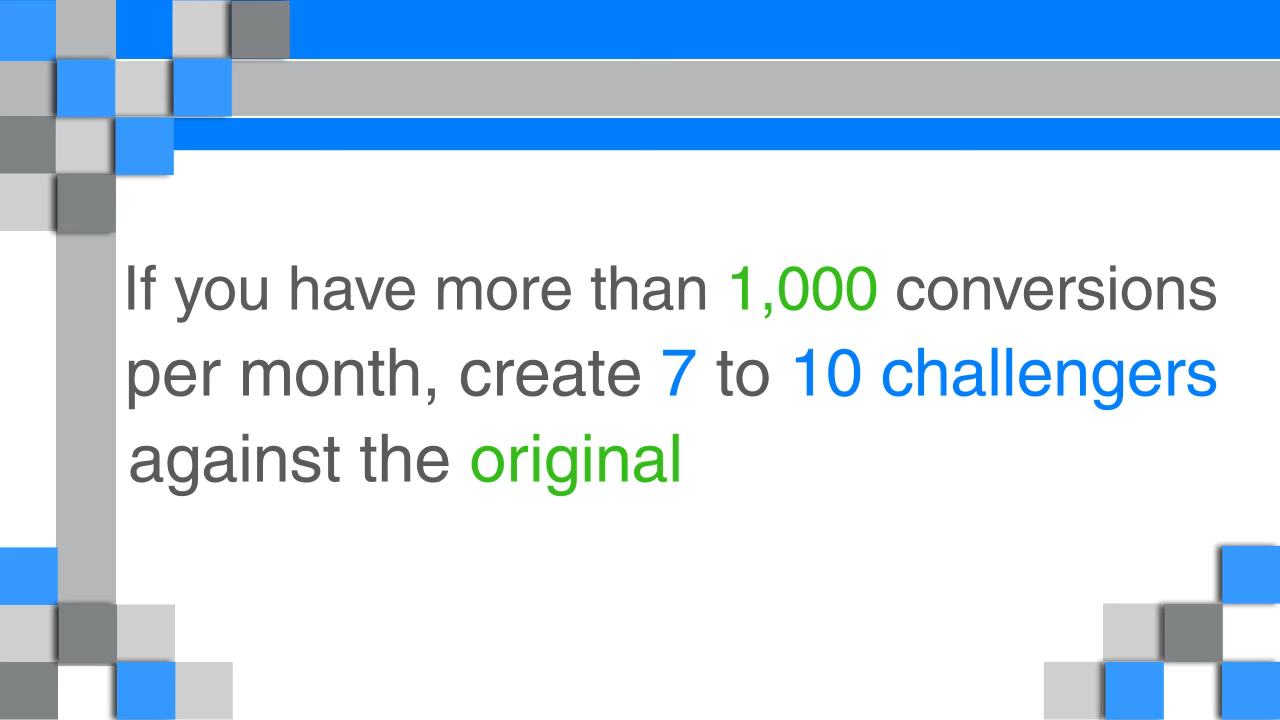 If you have more than 1,000 conversions
per month, create 7 to 10 challengers
against the original